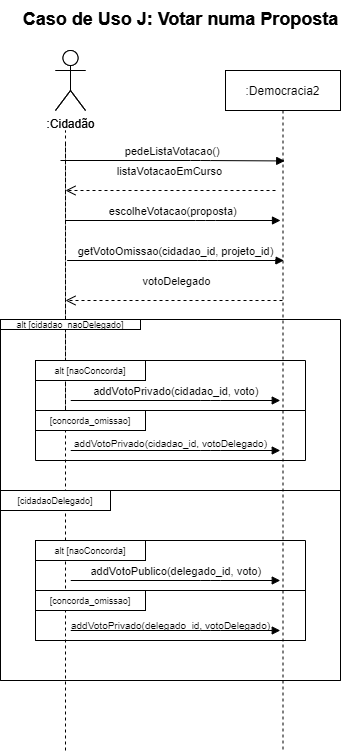 Caso de Uso J: Votar numa Proposta
:Democracia2
:Cidadão
pedeListaVotacao()
listaVotacaoEmCurso
escolheVotacao(proposta)
getVotoOmissao(cidadao_id, projeto_id)
votoDelegado
alt [cidadao_naoDelegado]
alt [naoConcorda]
addVotoPrivado(cidadao_id, voto)
[concorda_omissao]
addVotoPrivado(cidadao_id, votoDelegado)
[cidadaoDelegado]
alt [naoConcorda]
addVotoPublico(delegado_id, voto)
[concorda_omissao]
addVotoPrivado(delegado_id, votoDelegado)